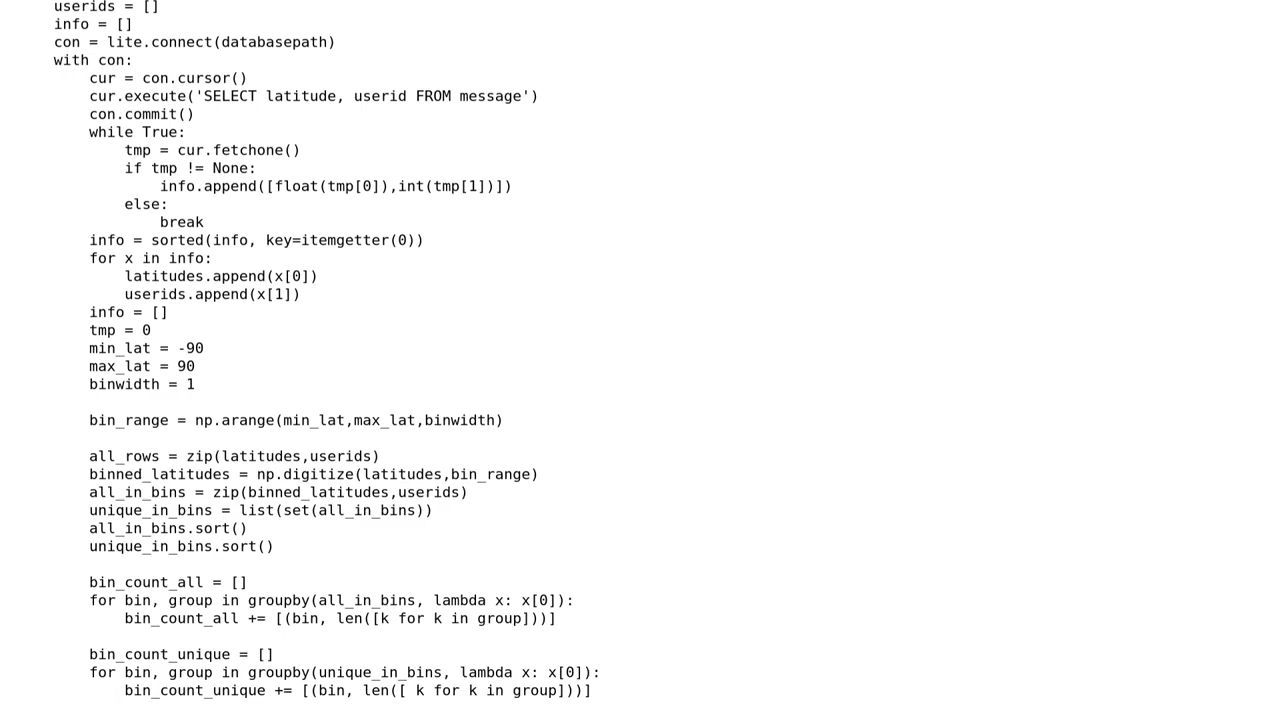 userids = []
info = []
con = lite.connect(databasepath)
with con:
    cur = con.cursor()
    cur.execute('SELECT latitude, userid FROM message')
    con.commit()
    while True:
        tmp = cur.fetchone()
        if tmp != None:
            info.append([float(tmp[0]),int(tmp[1])])
        else:
            break
    info = sorted(info, key=itemgetter(0))
    for x in info:
        latitudes.append(x[0])
        userids.append(x[1])
    info = []
    tmp = 0
    min_lat = -90
    max_lat = 90
    binwidth = 1
    bin_range = np.arange(min_lat,max_lat,binwidth)
    all_rows = zip(latitudes,userids)
    binned_latitudes = np.digitize(latitudes,bin_range)
    all_in_bins = zip(binned_latitudes,userids)
    unique_in_bins = list(set(all_in_bins))
    all_in_bins.sort()
    unique_in_bins.sort()
    bin_count_all = []
    for bin, group in groupby(all_in_bins, lambda x: x[0]):
        bin_count_all += [(bin, len([k for k in group]))]
    bin_count_unique = []
    for bin, group in groupby(unique_in_bins, lambda x: x[0]):
        bin_count_unique += [(bin, len([ k for k in group]))]